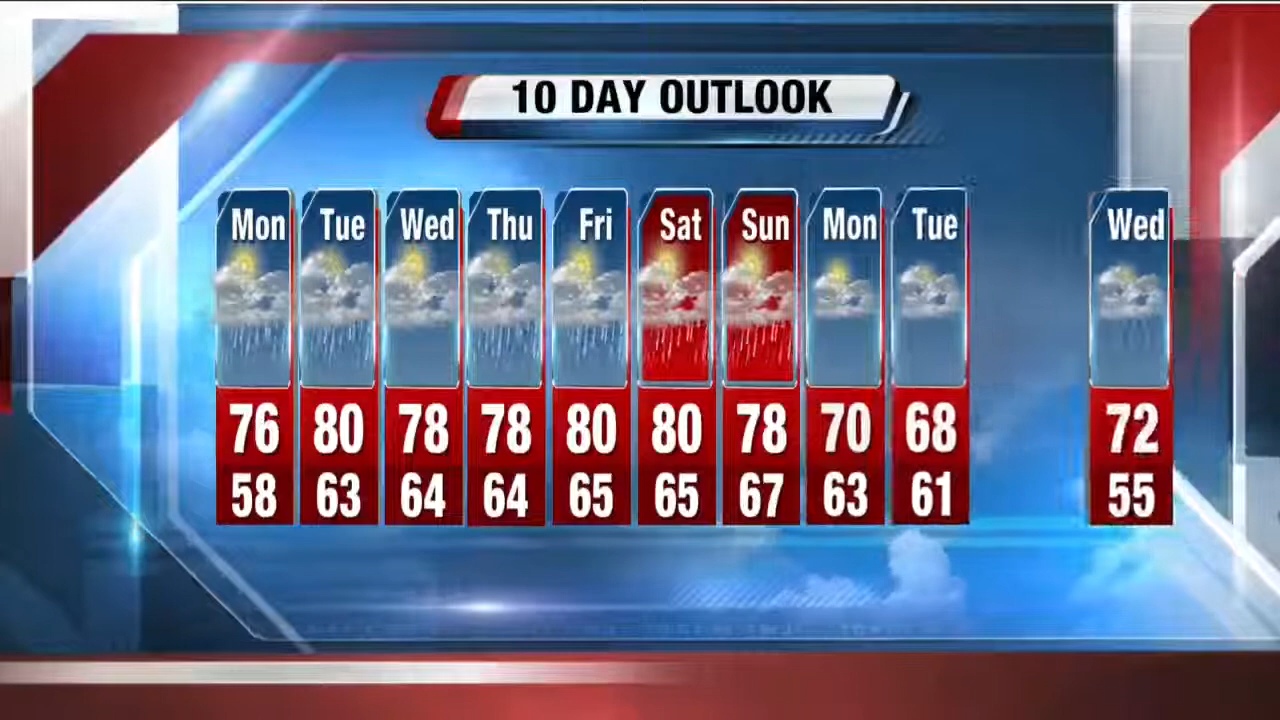 10 DAY OUTLOOK
Mon Tue Wed Thu Fri Sat Sun Mon Tue Wed
76 80 78 78 80 80 78 70 68 72
58 63 64 64 65 65 67 63 61 55